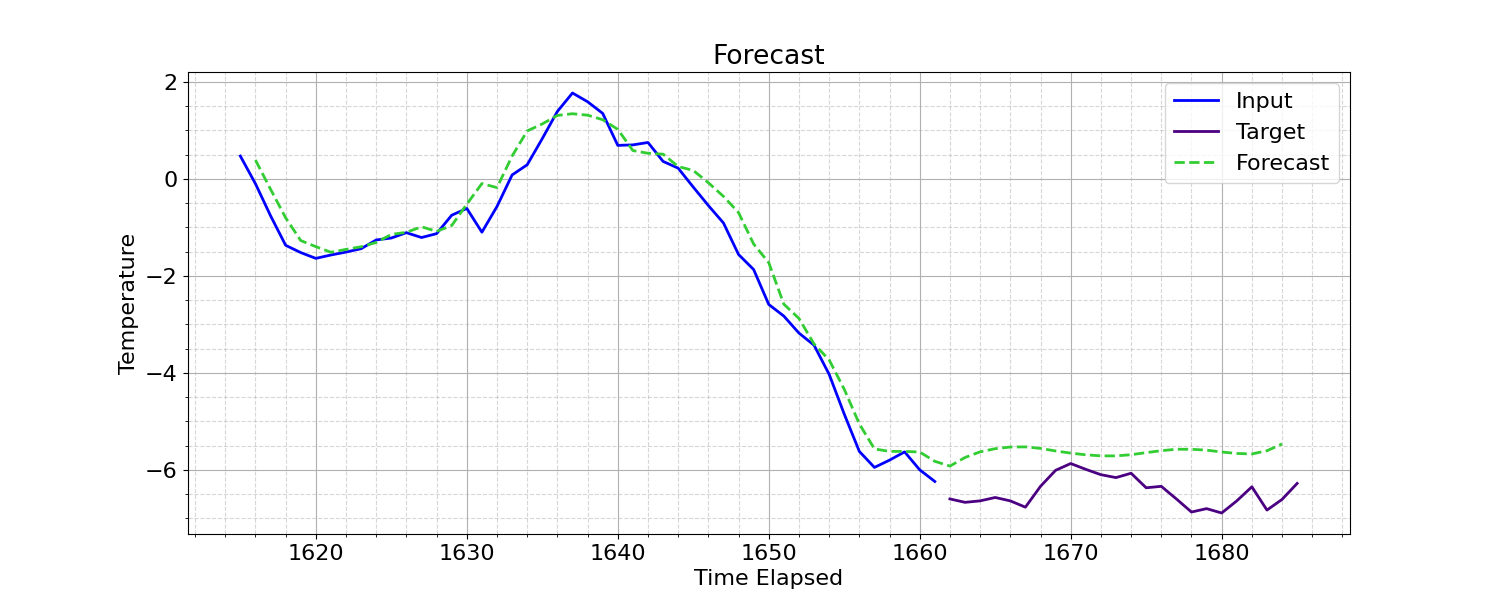 Forecast
Input
Target
Forecast
2
0
−2
−4
−6
Temperature
1620 1630 1640 1650 1660 1670 1680
Time Elapsed